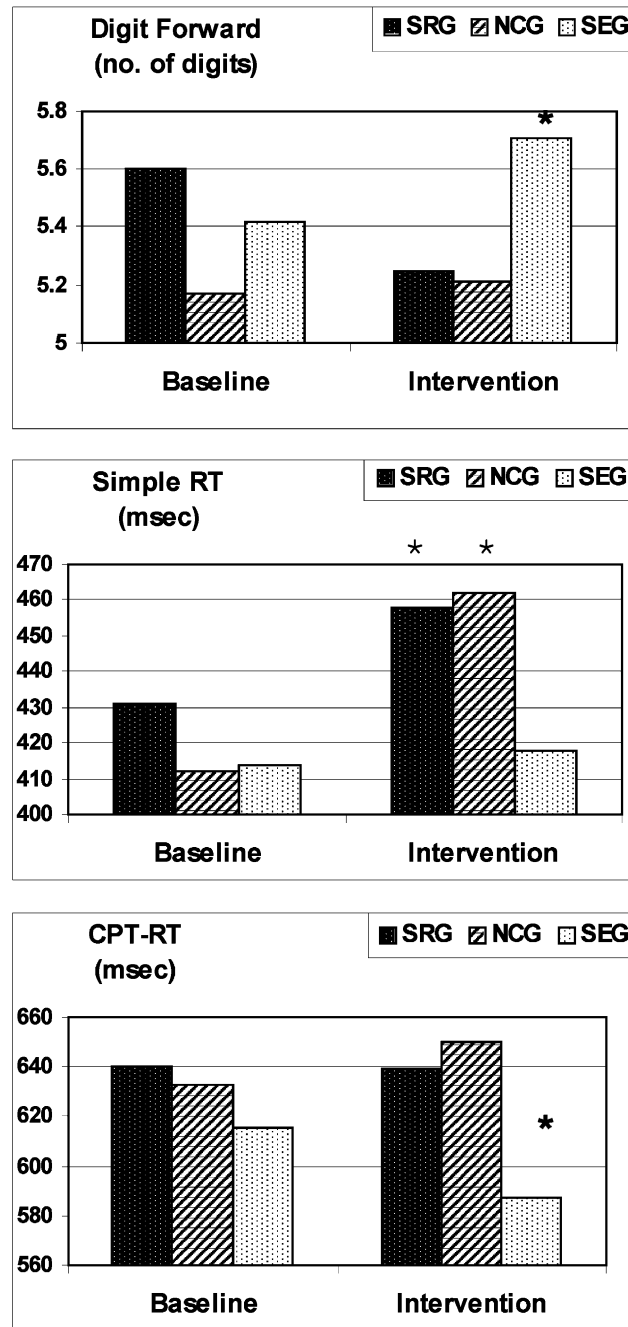 Digit Forward
(no. of digits)
SRG NCG SEG
*
5.8
5.6
5.4
5.2
5
Baseline Intervention
Simple RT
(msec)
SRG NCG SEG
* *
470
460
450
440
430
420
410
400
Baseline Intervention
CPT-RT
(msec)
SRG NCG SEG
660
640
620
*
600
580
560
Baseline Intervention